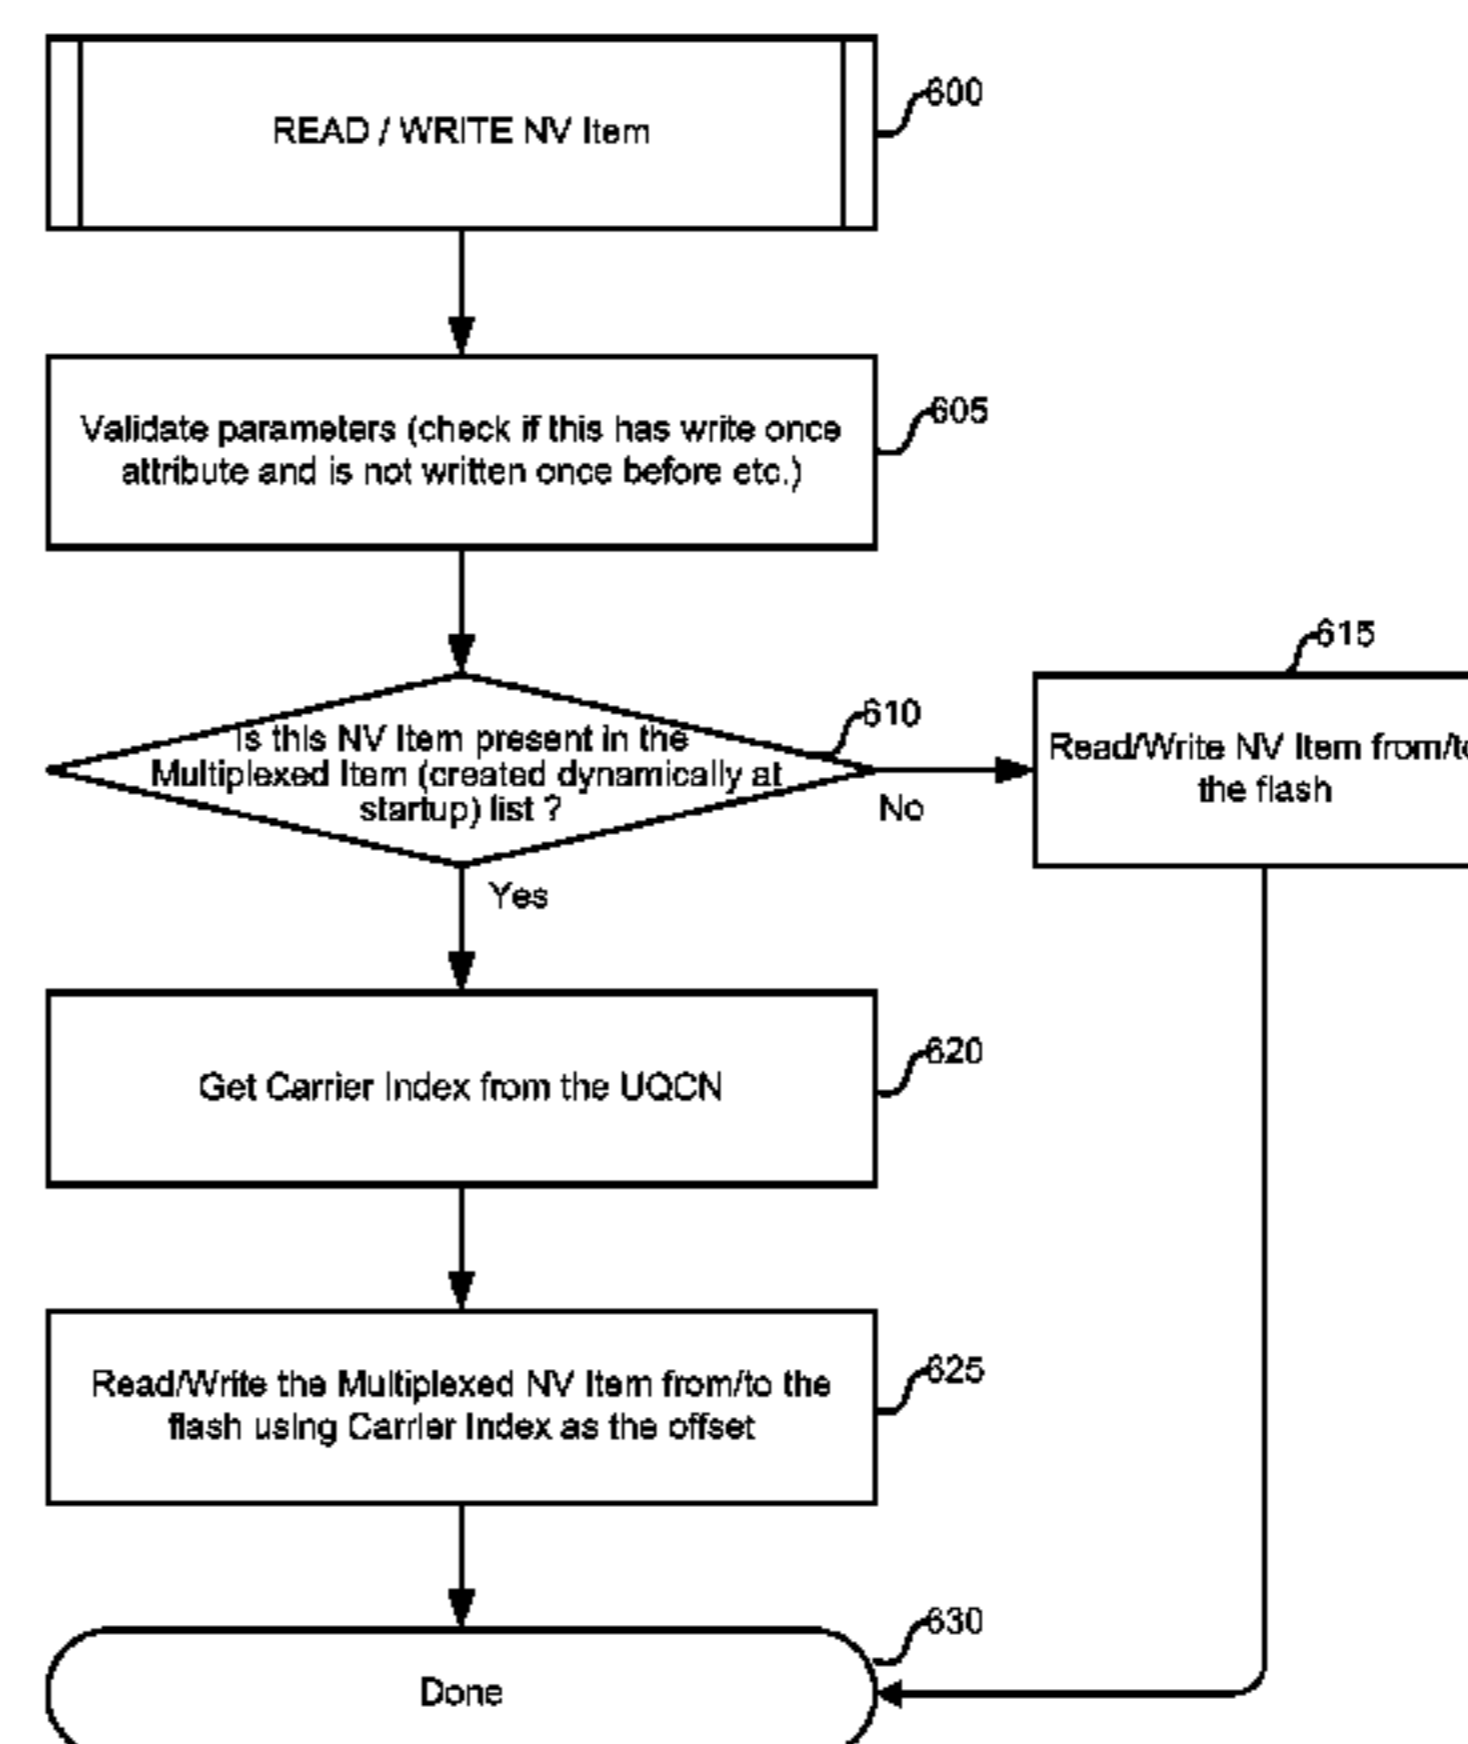 READ / WRITE NV Item
600
Validate parameters (check if this has write once
attribute and is not written once before etc.)
605
Is this NV Item present in the
Multiplexed Item (created dynamically at
startup) list ?
610
No
Yes
615
Read/Write NV Item from/to
the flash
Get Carrier Index from the UQCN
620
Read/Write the Multiplexed NV Item from/to the
flash using Carrier Index as the offset
625
Done
630